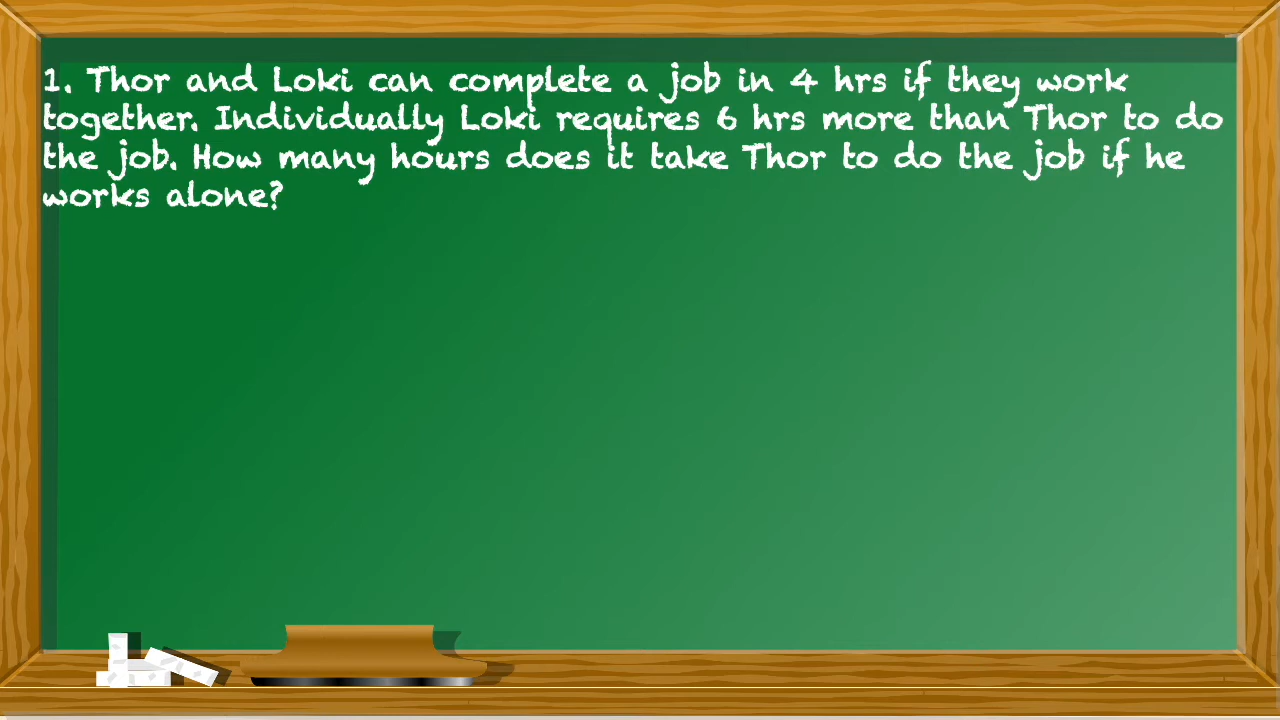 1. Thor and Loki can complete a job in 4 hrs if they work
together. Individually Loki requires 6 hrs more than Thor to do
the job. How many hours does it take Thor to do the job if he
works alone?